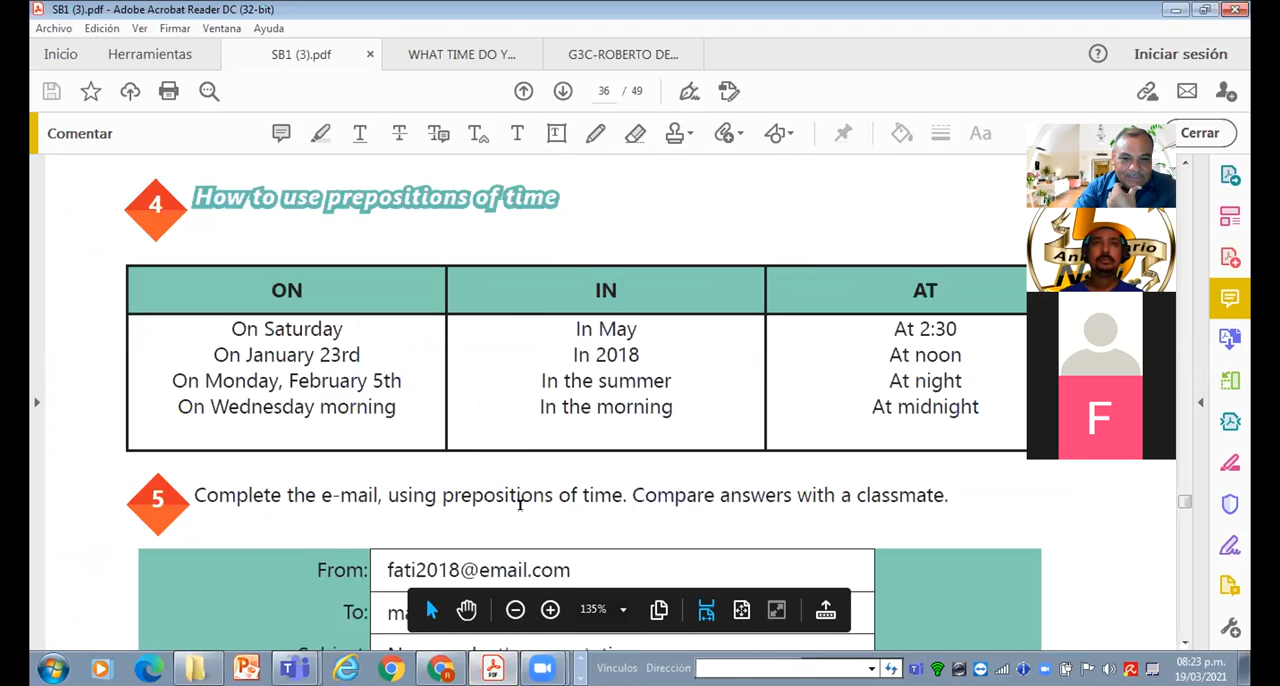 SB1 (3).pdf - Adobe Acrobat Reader DC (32-bit)
Archivo Edición Ver Firmar Ventana Ayuda
Inicio Herramientas SB1 (3).pdf × WHAT TIME DO Y... G3C-ROBERTO DE... Iniciar sesión
36 / 49
Comentar Aa Cerrar
4 How to use prepositions of time
ON IN AT
On Saturday In May At 2:30
On January 23rd In 2018 At noon
On Monday, February 5th In the summer At night
On Wednesday morning In the morning At midnight
F
5 Complete the e-mail, using prepositions of time. Compare answers with a classmate.
From: fati2018@email.com
To: ma
135%
Vínculos Dirección
08:23 p.m.
19/03/2021